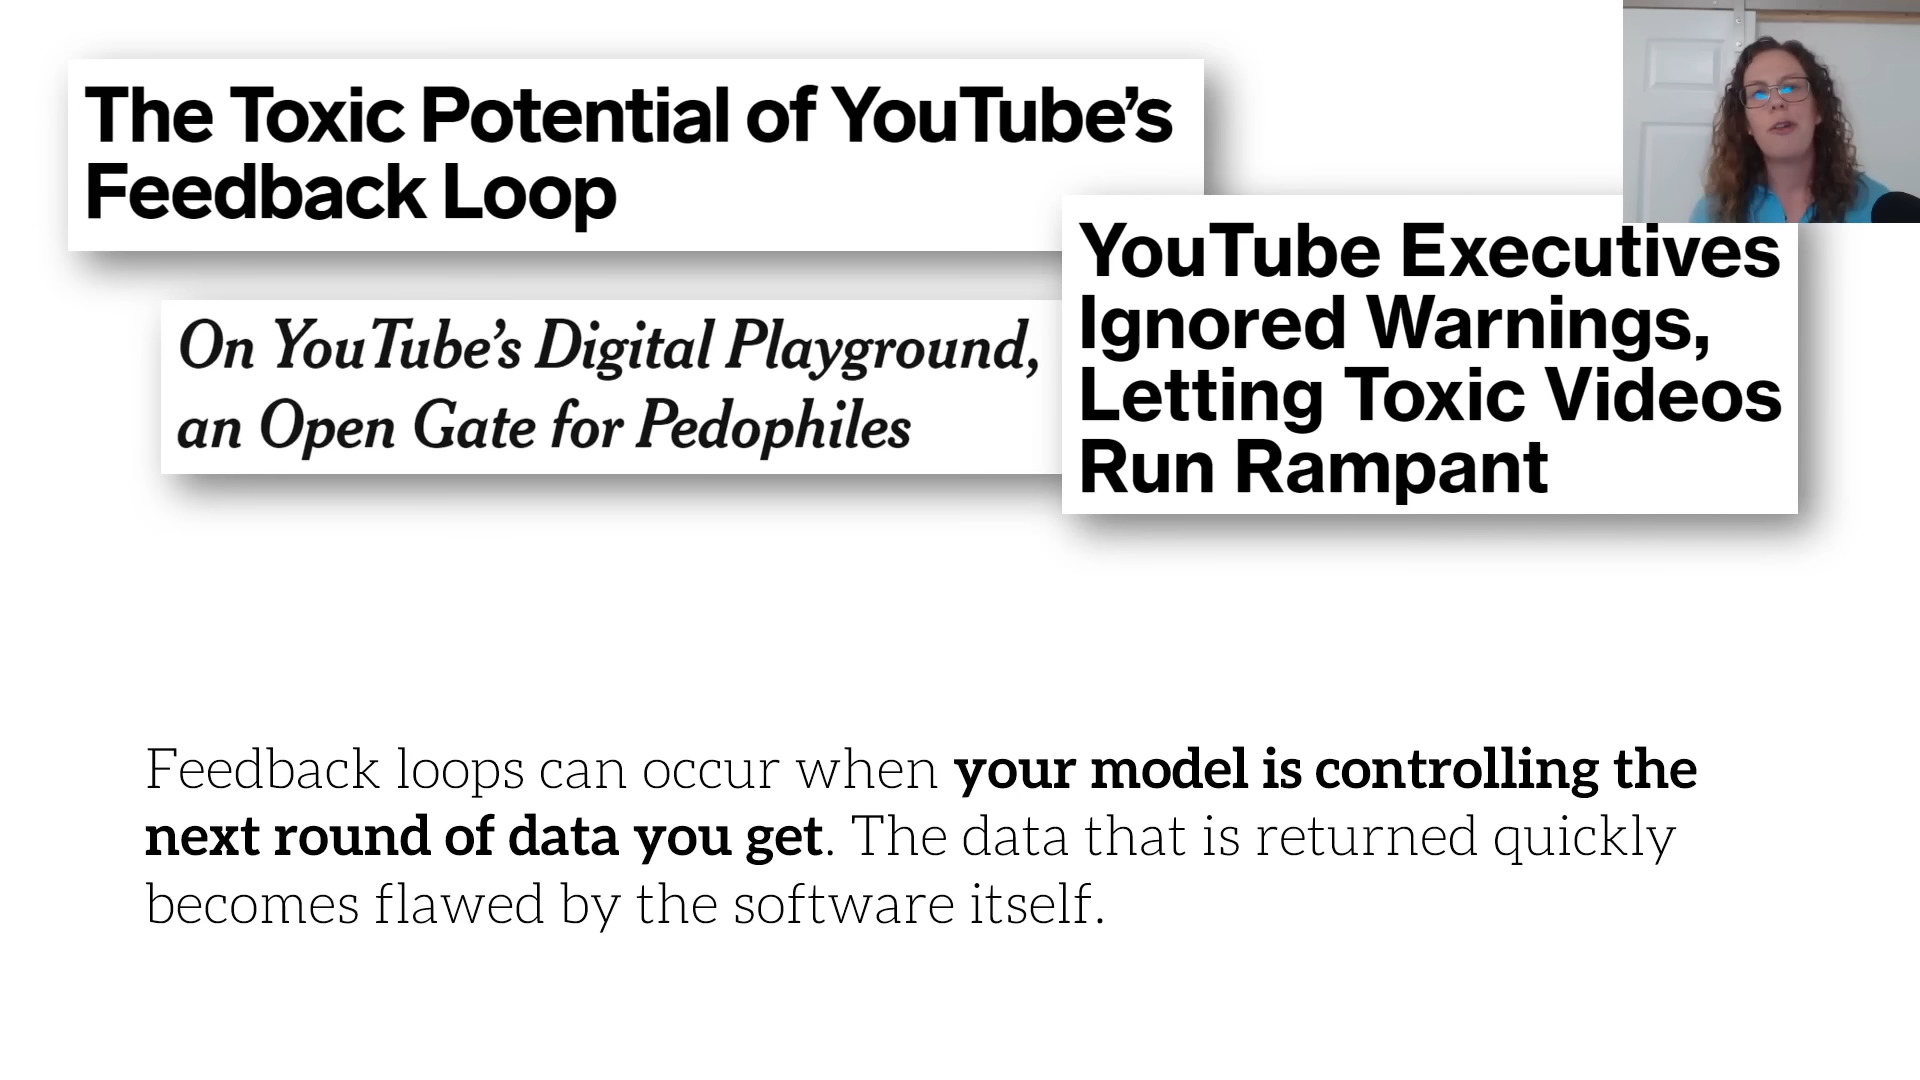 The Toxic Potential of YouTube’s
Feedback Loop
On YouTube’s Digital Playground,
an Open Gate for Pedophiles
YouTube Executives
Ignored Warnings,
Letting Toxic Videos
Run Rampant
Feedback loops can occur when your model is controlling the
next round of data you get. The data that is returned quickly
becomes flawed by the software itself.